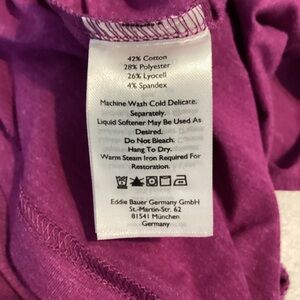 42% Cotton
28% Polyester
26% Lyocell
4% Spandex
Machine Wash Cold Delicate.
Separately.
Liquid Softener May Be Used As
Desired.
Do Not Bleach.
Hang To Dry.
Warm Steam Iron Required For
Restoration.
Eddie Bauer Germany GmbH
St.-Martin-Str. 62
81541 München
Germany